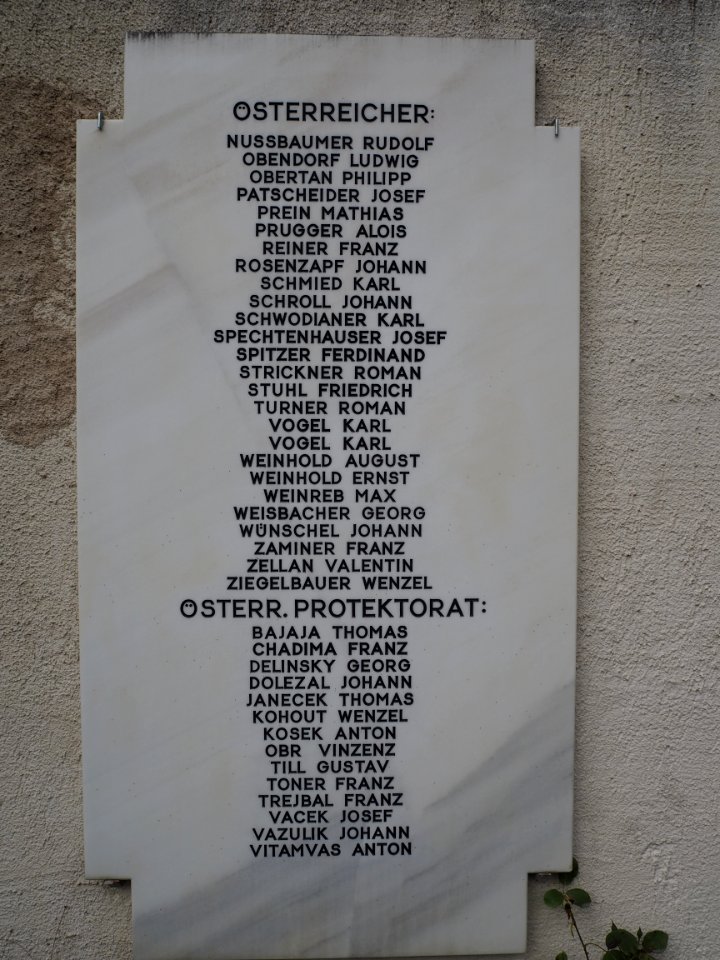 ÖSTERREICHER:
NUSSBAUMER RUDOLF
OBENDORF LUDWIG
OBERTAN PHILIPP
PATSCHEIDER JOSEF
PREIN MATHIAS
PRUGGER ALOIS
REINER FRANZ
ROSENZAPF JOHANN
SCHMIED KARL
SCHROLL JOHANN
SCHWODIANER KARL
SPECHTENHAUSER JOSEF
SPITZER FERDINAND
STRICKNER ROMAN
STUHL FRIEDRICH
TURNER ROMAN
VOGEL KARL
VOGEL KARL
WEINHOLD AUGUST
WEINHOLD ERNST
WEINREB MAX
WEISBACHER GEORG
WÜNSCHEL JOHANN
ZAMINER FRANZ
ZELLAN VALENTIN
ZIEGELBAUER WENZEL
ÖSTERR. PROTEKTORAT:
BAJAJA THOMAS
CHADIMA FRANZ
DELINSKY GEORG
DOLEZAL JOHANN
JANECEK THOMAS
KOHOUT WENZEL
KOSEK ANTON
OBR VINZENZ
TILL GUSTAV
TONER FRANZ
TREJBAL FRANZ
VACEK JOSEF
VAZULIK JOHANN
VITAMVAS ANTON